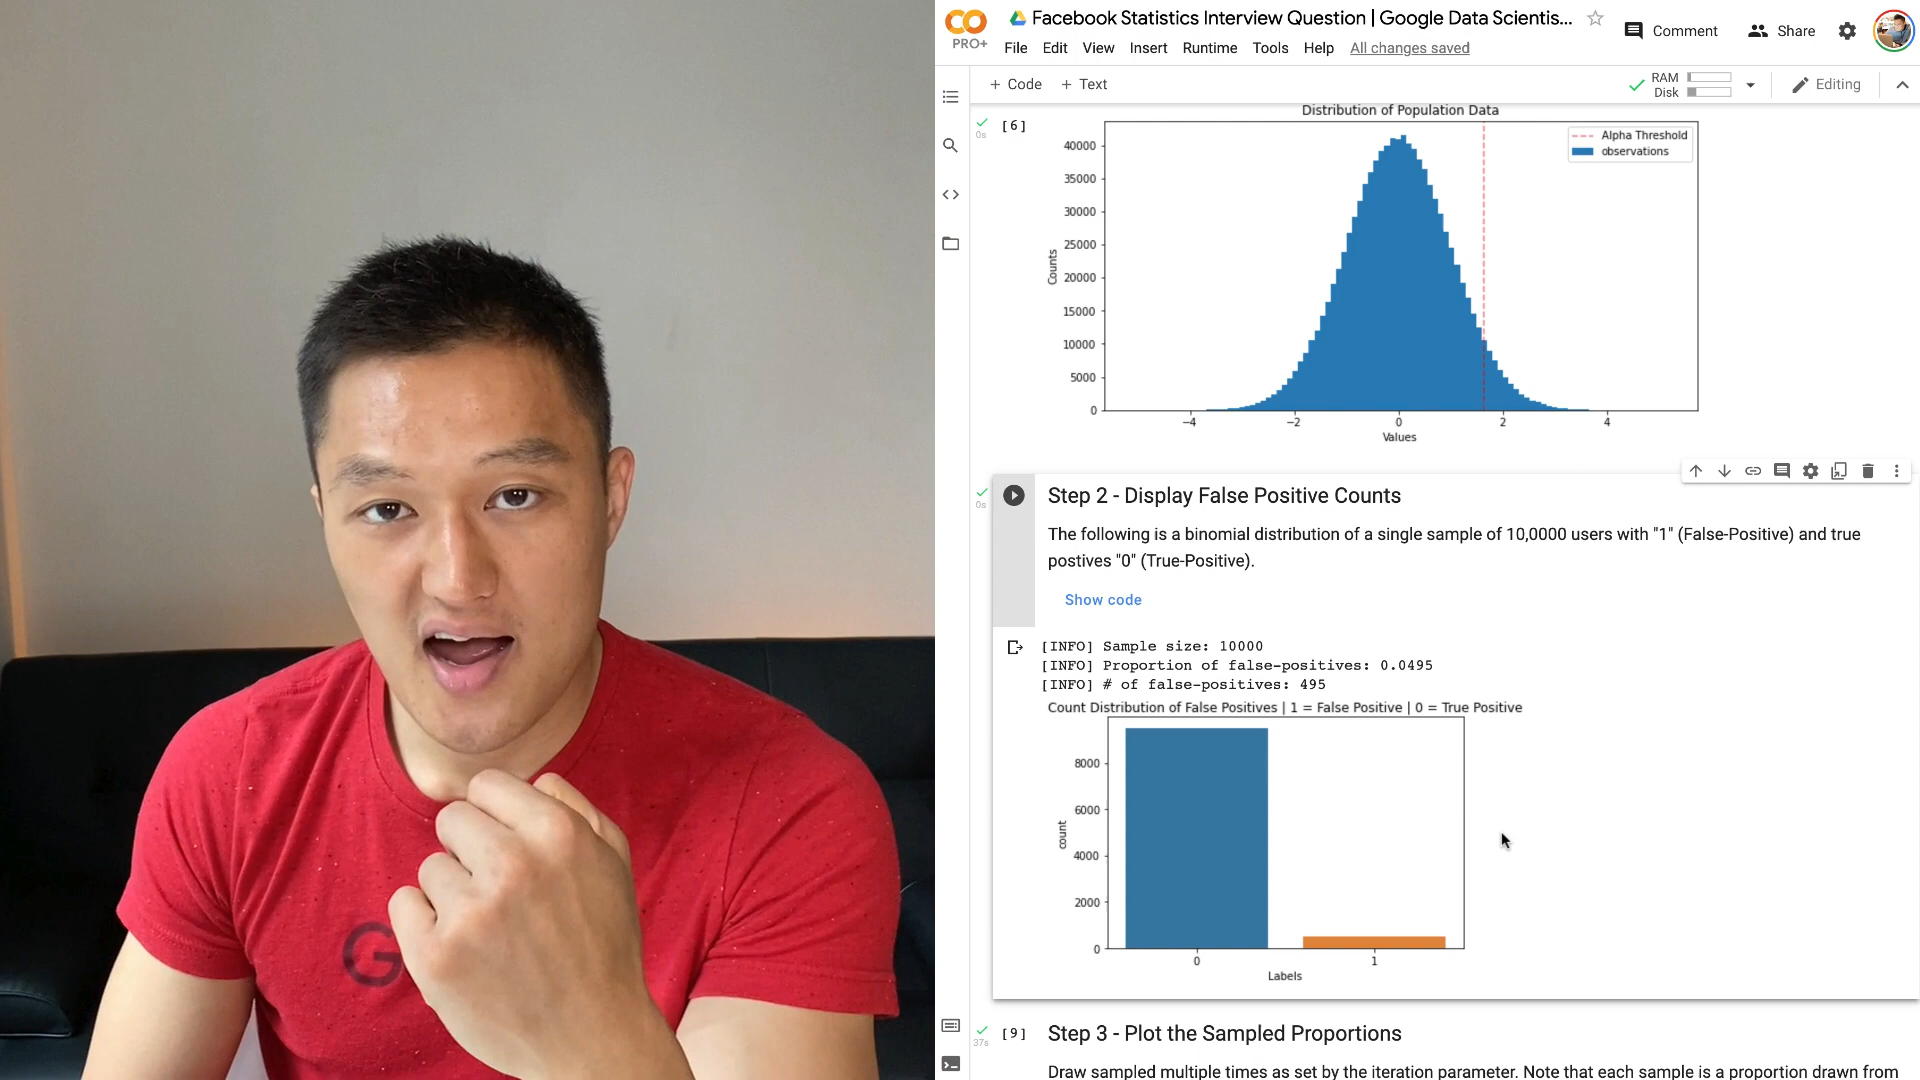 G
CO
PRO+
Facebook Statistics Interview Question | Google Data Scientis...
Comment
Share
File Edit View Insert Runtime Tools Help All changes saved
+ Code + Text
RAM
Disk
Editing
0s
[6]
Distribution of Population Data
Alpha Threshold
observations
40000
35000
30000
25000
20000
15000
10000
5000
0
Counts
−4 −2 0 2 4
Values
0s
Step 2 - Display False Positive Counts
The following is a binomial distribution of a single sample of 10,0000 users with "1" (False-Positive) and true
postives "0" (True-Positive).
Show code
[INFO] Sample size: 10000
[INFO] Proportion of false-positives: 0.0495
[INFO] # of false-positives: 495
Count Distribution of False Positives | 1 = False Positive | 0 = True Positive
8000
6000
4000
2000
0
count
0 1
Labels
37s
[9]
Step 3 - Plot the Sampled Proportions
Draw sampled multiple times as set by the iteration parameter. Note that each sample is a proportion drawn from